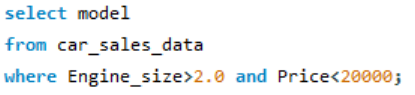 select model
from car_sales_data
where Engine_size>2.0 and Price<20000;